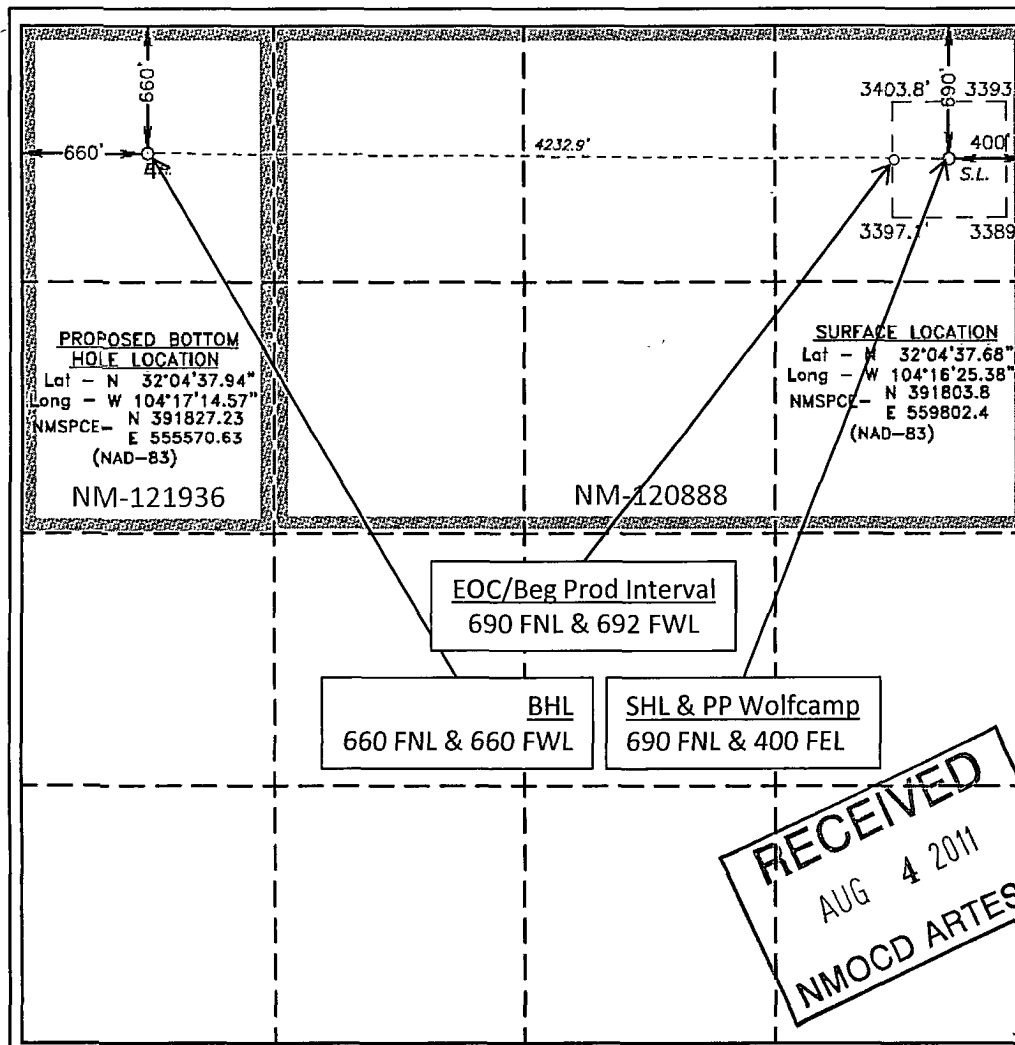 660'
690'
3403.8' 3393
660'
4232.9'
400'
S.L.
3397.1' 3389
PROPOSED BOTTOM
HOLE LOCATION
Lat - N 32°04'37.94"
Long - W 104°17'14.57"
NMSPCE- N 391827.23
E 555570.63
(NAD-83)
NM-121936
SURFACE LOCATION
Lat - N 32°04'37.68"
Long - W 104°16'25.38"
NMSPCE- N 391803.8
E 559802.4
(NAD-83)
NM-120888
EOC/Beg Prod Interval
690 FNL & 692 FWL
BHL
660 FNL & 660 FWL
SHL & PP Wolfcamp
690 FNL & 400 FEL
RECEIVED
AUG 4 2011
NMOCD ARTES